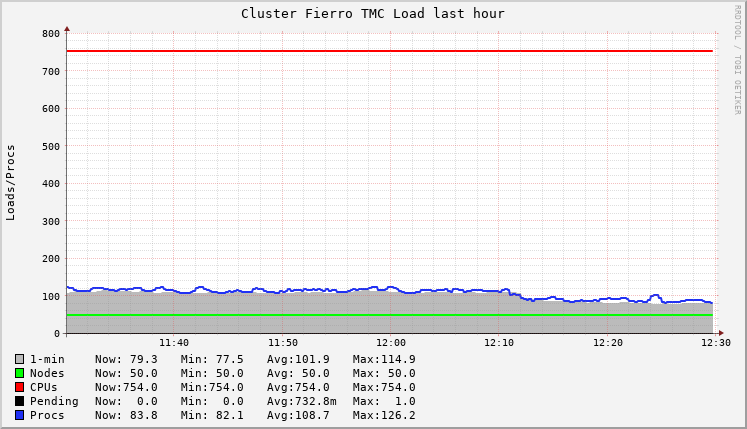 Cluster Fierro TMC Load last hour
RRDTOOL / TOBI OETIKER
Loads/Procs
800
700
600
500
400
300
200
100
0
11:40 11:50 12:00 12:10 12:20 12:30
1-min Now: 79.3 Min: 77.5 Avg:101.9 Max:114.9
Nodes Now: 50.0 Min: 50.0 Avg: 50.0 Max: 50.0
CPUs Now:754.0 Min:754.0 Avg:754.0 Max:754.0
Pending Now: 0.0 Min: 0.0 Avg:732.8m Max: 1.0
Procs Now: 83.8 Min: 82.1 Avg:108.7 Max:126.2